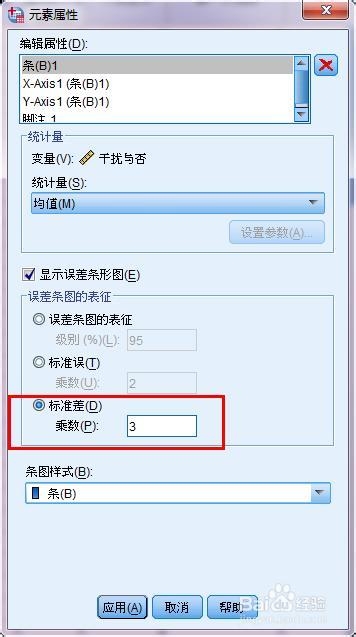 元素属性
编辑属性(D):
条(B)1
X-Axis1 (条(B)1)
Y-Axis1 (条(B)1)
脚注 1
统计量
变量(V): 干扰与否
统计量(S):
均值(M)
设置参数(A)...
显示误差条形图(E)
误差条图的表征
误差条图的表征
级别 (%)(L): 95
标准误(T)
乘数(U): 2
标准差(D)
乘数(P): 3
条图样式(B):
条(B)
应用(A) 取消 帮助
Baidu 经验